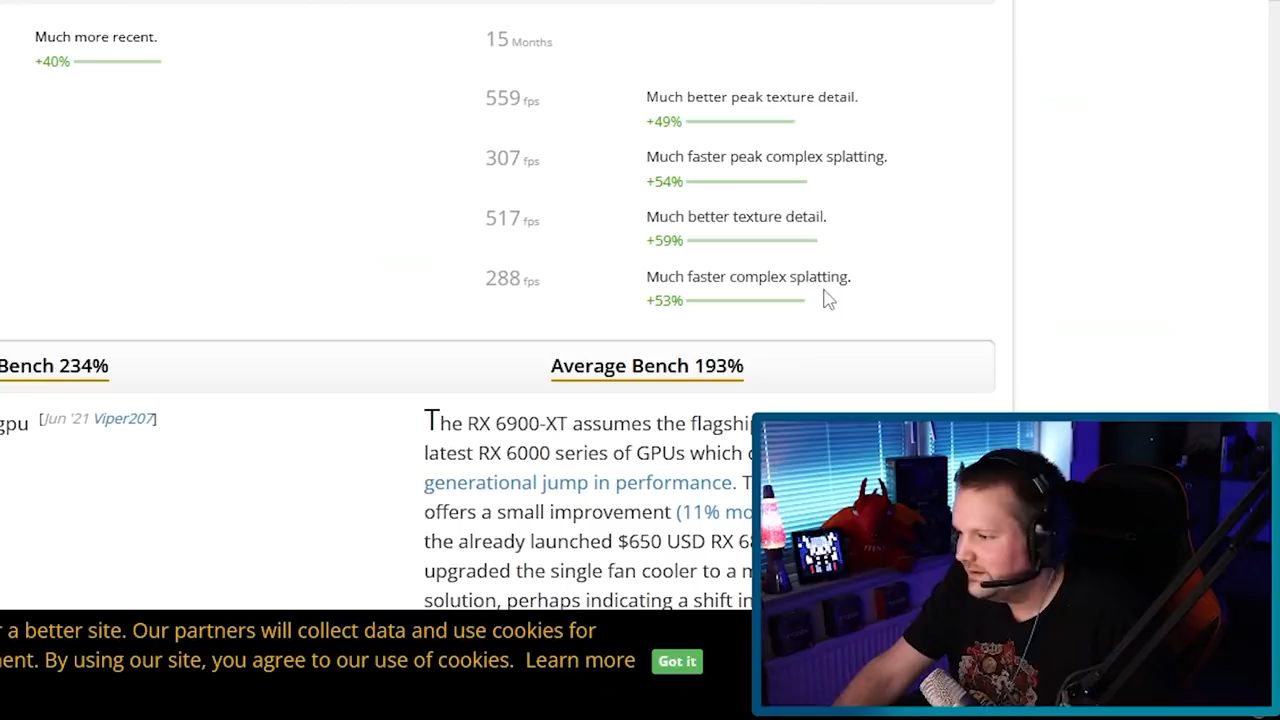 Much more recent.
+40%
15 Months
559 fps
Much better peak texture detail.
+49%
307 fps
Much faster peak complex splatting.
+54%
517 fps
Much better texture detail.
+59%
288 fps
Much faster complex splatting.
+53%
Bench 234%
Average Bench 193%
gpu [Jun '21 Viper207]
The RX 6900-XT assumes the flagship
latest RX 6000 series of GPUs which
generational jump in performance.
offers a small improvement (11%
the already launched $650 USD RX
upgraded the single fan cooler to a
solution, perhaps indicating a shift in
r a better site. Our partners will collect data and use cookies for
ent. By using our site, you agree to our use of cookies. Learn more Got it